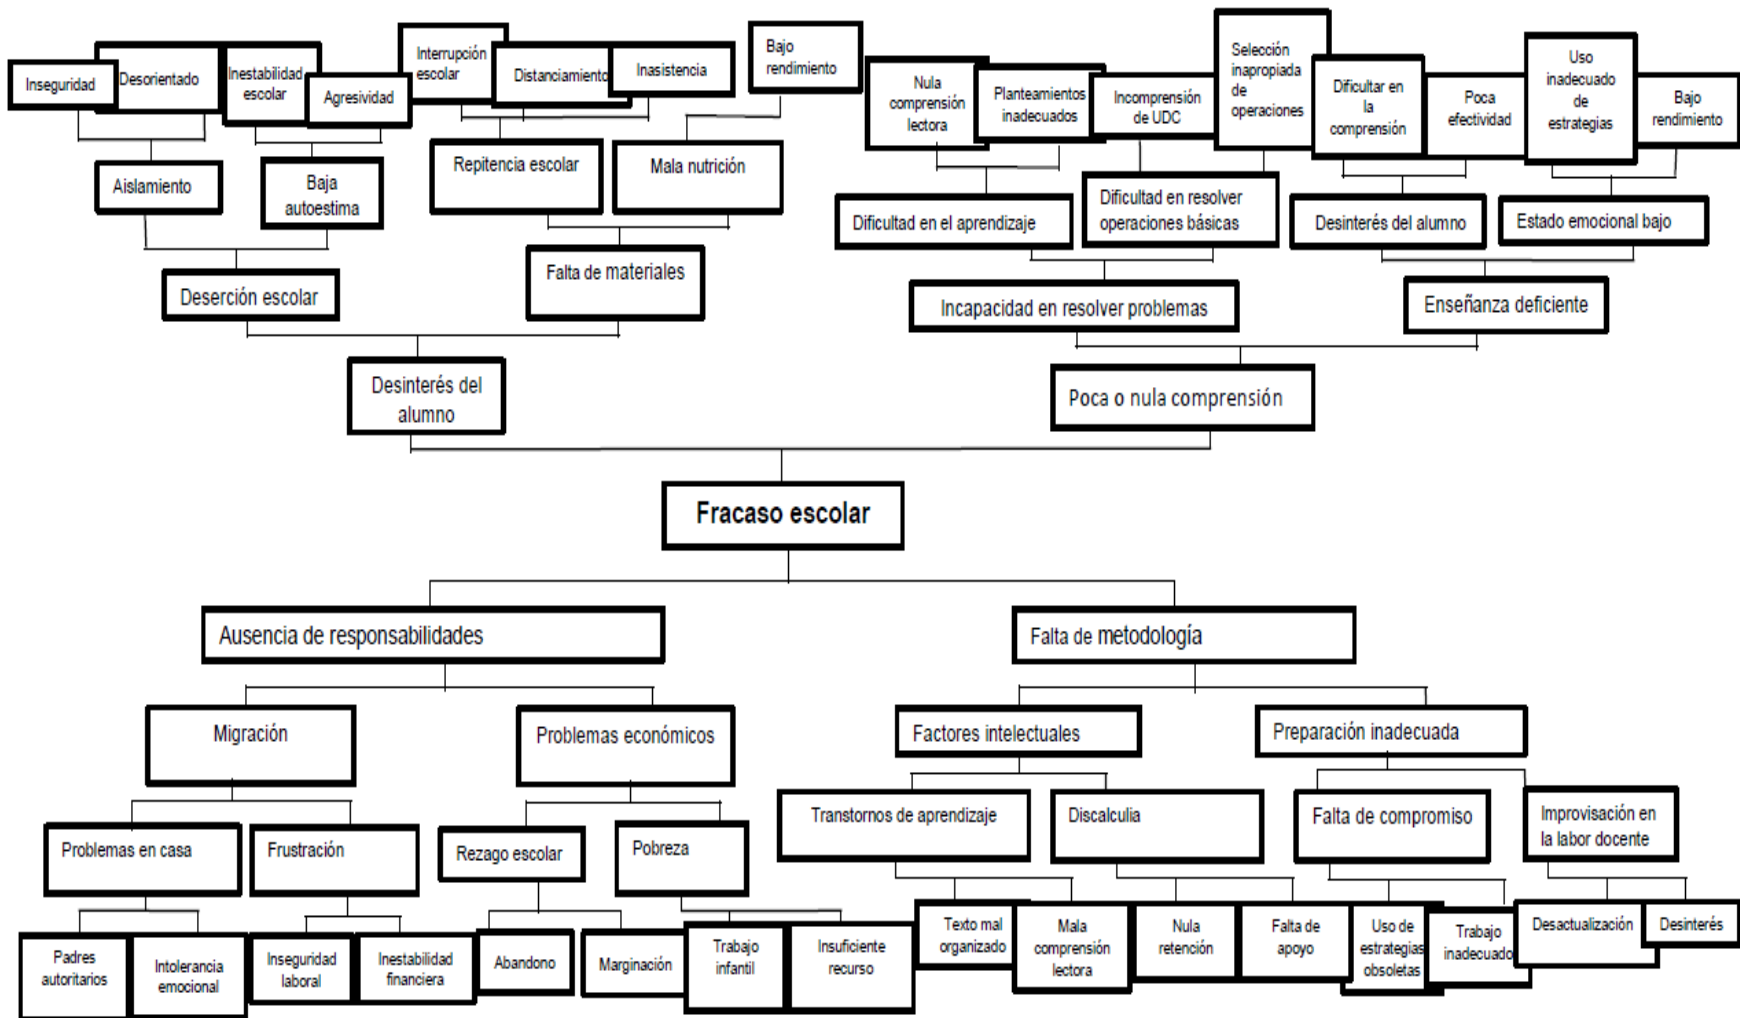 Inseguridad
Desorientado
Inestabilidad
escolar
Agresividad
Interrupción
escolar
Distanciamiento
Inasistencia
Bajo
rendimiento
Nula
comprensión
lectora
Planteamientos
inadecuados
Incomprensión
de UDC
Selección
inapropiada
de
operaciones
Dificultar en
la
comprensión
Poca
efectividad
Uso
inadecuado
de
estrategias
Bajo
rendimiento
Aislamiento
Baja
autoestima
Repitencia escolar
Mala nutrición
Dificultad en el aprendizaje
Dificultad en resolver
operaciones básicas
Desinterés del alumno
Estado emocional bajo
Deserción escolar
Falta de materiales
Incapacidad en resolver problemas
Enseñanza deficiente
Desinterés del
alumno
Poca o nula comprensión
Fracaso escolar
Ausencia de responsabilidades
Falta de metodología
Migración
Problemas económicos
Factores intelectuales
Preparación inadecuada
Problemas en casa
Frustración
Rezago escolar
Pobreza
Transtornos de aprendizaje
Discalculia
Falta de compromiso
Improvisación en
la labor docente
Padres
autoritarios
Intolerancia
emocional
Inseguridad
laboral
Inestabilidad
financiera
Abandono
Marginación
Trabajo
infantil
Insuficiente
recurso
Texto mal
organizado
Mala
comprensión
lectora
Nula
retención
Falta de
apoyo
Uso de
estrategias
obsoletas
Trabajo
inadecuado
Desactualización
Desinterés